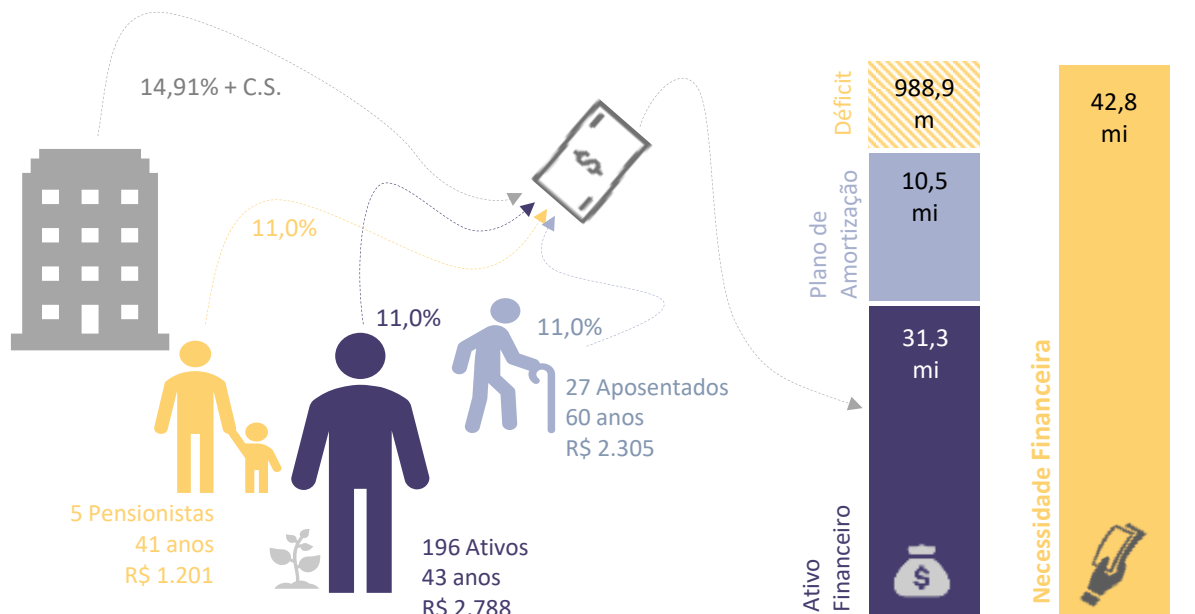 14,91% + C.S.
11,0%
11,0%
11,0%
5 Pensionistas
41 anos
R$ 1.201
196 Ativos
43 anos
R$ 2.788
27 Aposentados
60 anos
R$ 2.305
Déficit
988,9
m
Plano de
Amortização
10,5
mi
Ativo
Financeiro
31,3
mi
$
$
Necessidade Financeira
42,8
mi